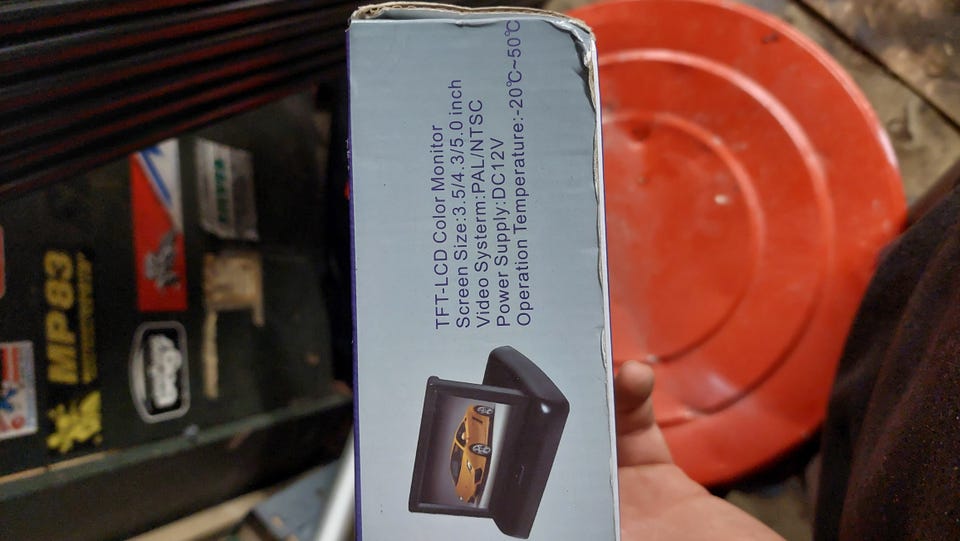 TFT-LCD Color Monitor
Screen Size:3.5/4.3/5.0 inch
Video Systerm:PAL/NTSC
Power Supply:DC12V
Operation Temperature:-20℃~50℃
MP83